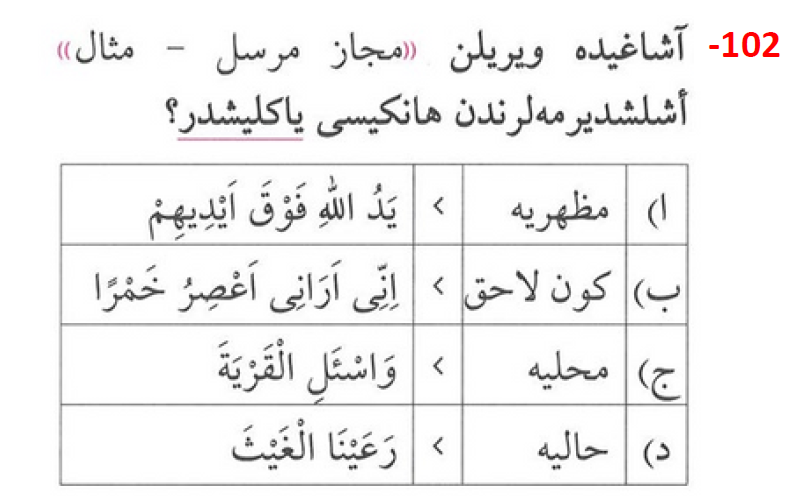 102- آشاغیده ویریلن ((مجاز مرسل – مثال))
أشلشدیرمه‌لرندن هانکیسی یاکلیشدر؟
ا) مظهریه > یَدُ اللهِ فَوْقَ اَیْدِیهِمْ
ب) کون لاحق > اِنِّی اَرَانِی اَعْصِرُ خَمْرًا
ج) محلیه > وَاسْئَلِ الْقَرْیَةَ
د) حالیه > رَعَیْنَا الْغَیْثَ